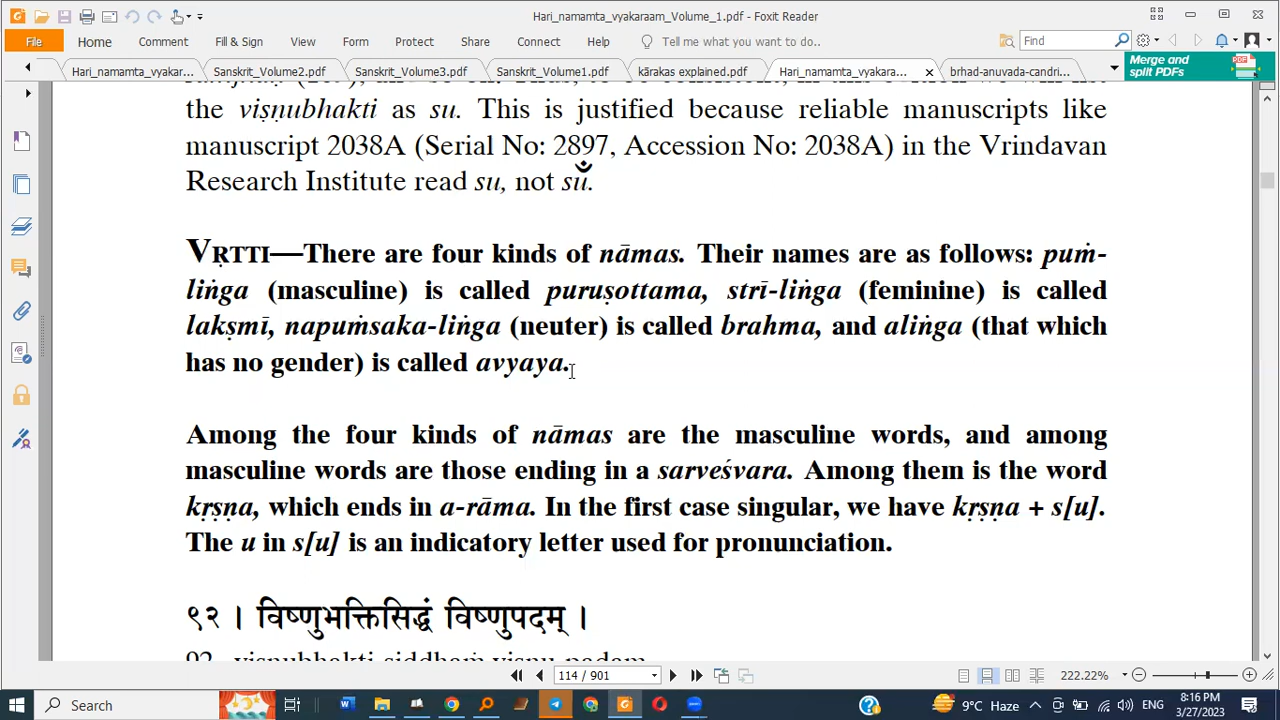 Hari_namamta_vyakaraam_Volume_1.pdf - Foxit Reader
File Home Comment Fill & Sign View Form Protect Share Connect Help Tell me what you want to do.. Find
Hari_namamta_vyakar... Sanskrit_Volume2.pdf Sanskrit_Volume3.pdf Sanskrit_Volume1.pdf kārakas explained.pdf Hari_namamta_vyakara... brhad-anuvada-candri... Merge and split PDFs PDF
the viṣṇubhakti as su. This is justified because reliable manuscripts like
manuscript 2038A (Serial No: 2897, Accession No: 2038A) in the Vrindavan
Research Institute read su, not sũ̆.
VṚTTI—There are four kinds of nāmas. Their names are as follows: puṁ-
liṅga (masculine) is called puruṣottama, strī-liṅga (feminine) is called
lakṣmī, napuṁsaka-liṅga (neuter) is called brahma, and aliṅga (that which
has no gender) is called avyaya.
Among the four kinds of nāmas are the masculine words, and among
masculine words are those ending in a sarveśvara. Among them is the word
kṛṣṇa, which ends in a-rāma. In the first case singular, we have kṛṣṇa + s[u].
The u in s[u] is an indicatory letter used for pronunciation.
९२ । विष्णुभक्तिसिद्धं विष्णुपदम् ।
114 / 901 222.22%
Search 9°C Haze ENG 8:16 PM
3/27/2023